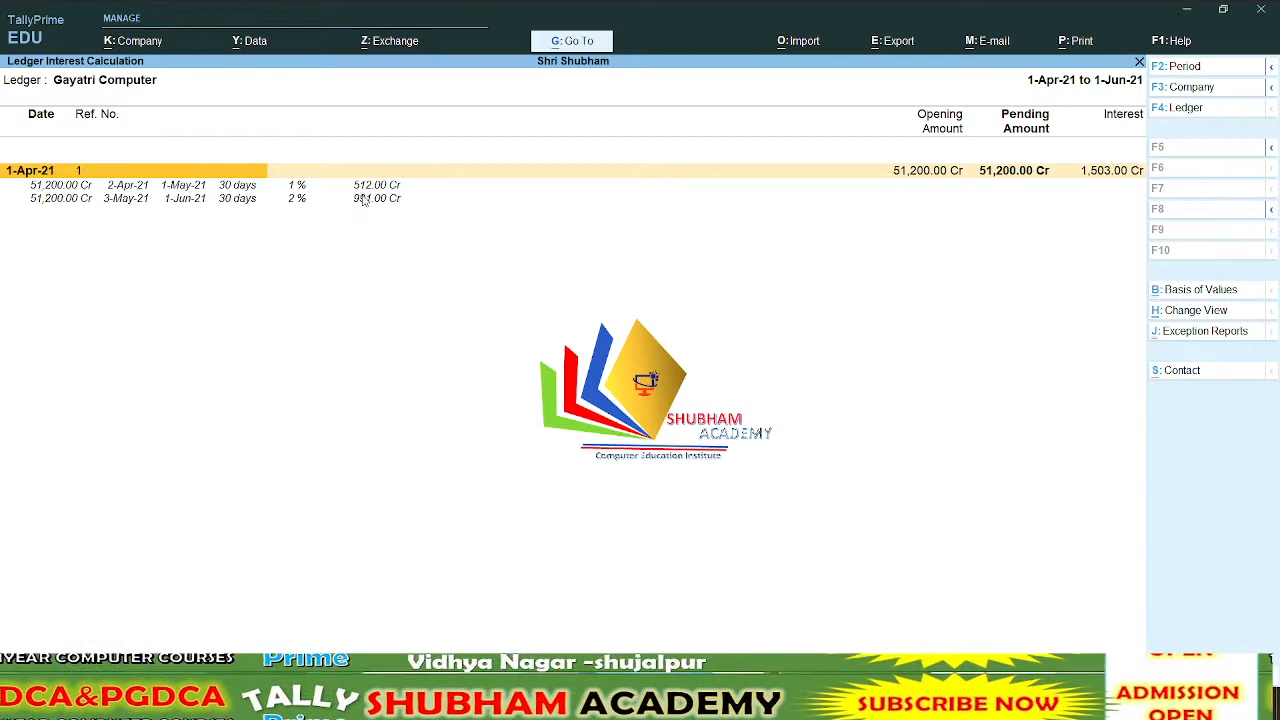 TallyPrime
EDU
MANAGE
K: Company
Y: Data
Z: Exchange
G: Go To
O: Import
E: Export
M: E-mail
P: Print
F1: Help
Ledger Interest Calculation
Shri Shubham
Ledger : Gayatri Computer
1-Apr-21 to 1-Jun-21
Date
Ref. No.
Opening Amount
Pending Amount
Interest
1-Apr-21 1 51,200.00 Cr 51,200.00 Cr 1,503.00 Cr
51,200.00 Cr 2-Apr-21 1-May-21 30 days 1 % 512.00 Cr
51,200.00 Cr 3-May-21 1-Jun-21 30 days 2 %
F2: Period
F3: Company
F4: Ledger
F5
F6
F7
F8
F9
F10
B: Basis of Values
H: Change View
J: Exception Reports
S: Contact
SHUBHAM
ACADEMY
Computer Education Institute
YEAR COMPUTER COURSES
Prime
Vidhya Nagar -shujalpur
DCA&PGDCA
TALLY
SHUBHAM ACADEMY
SUBSCRIBE NOW
ADMISSION
OPEN